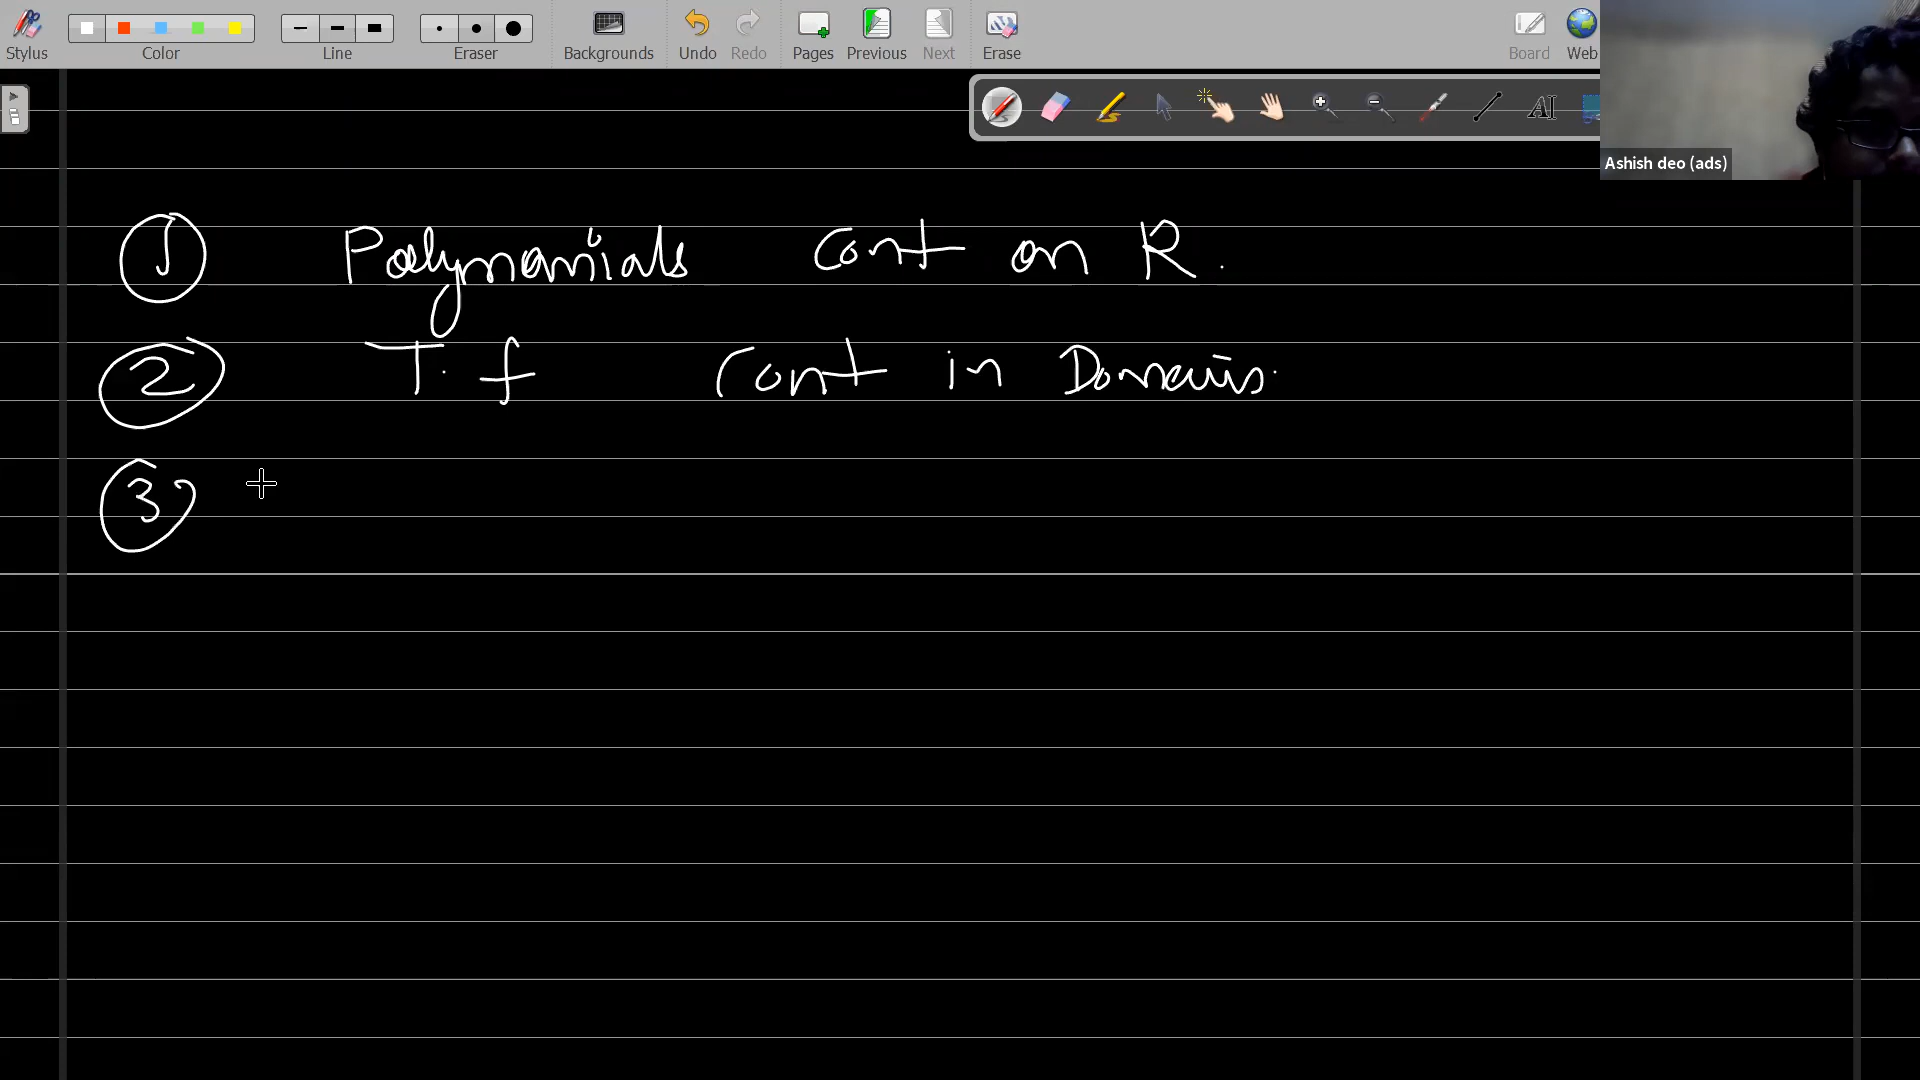 Stylus Color Line Eraser Backgrounds Undo Redo Pages Previous Next Erase Board Web
AI
Ashish deo (ads)
① Polynomials Cont on R.
② T. f Cont in Domains.
③